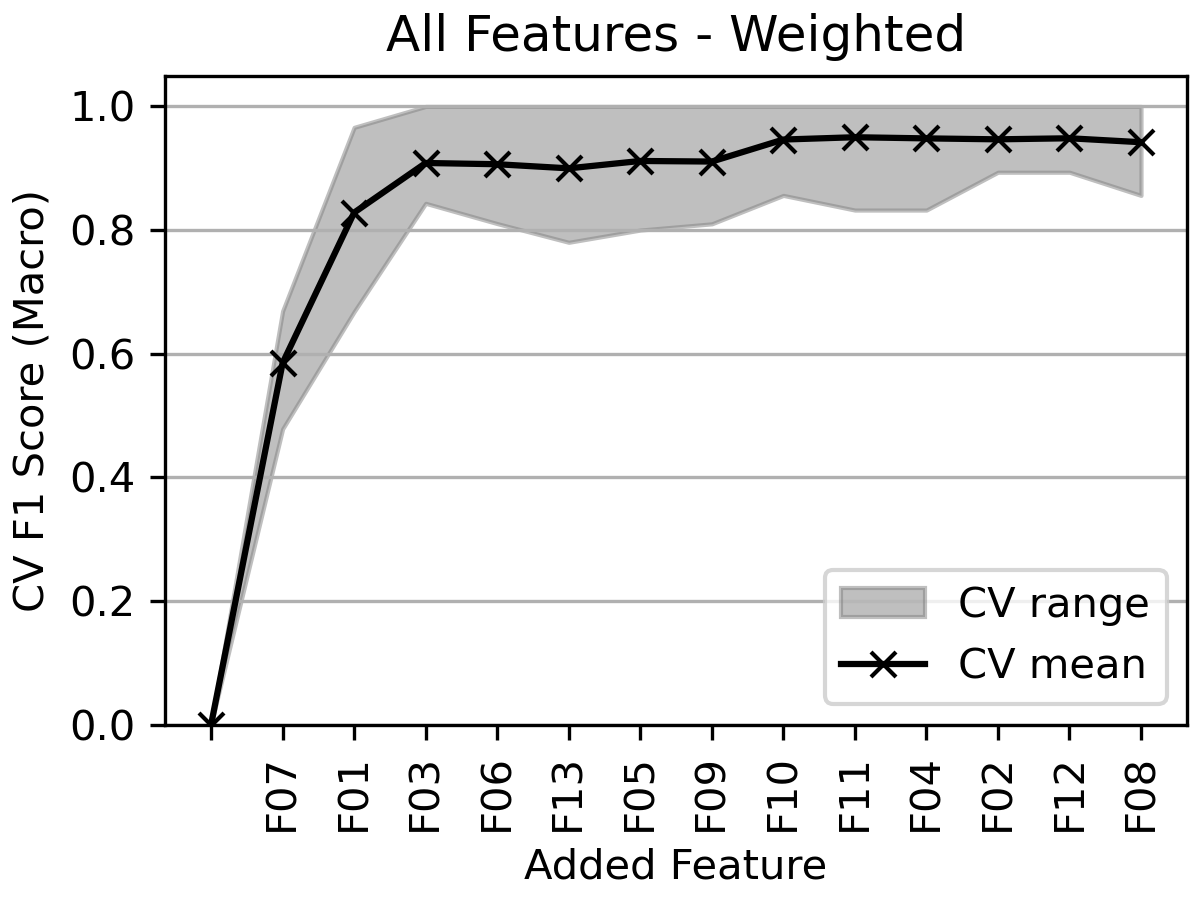 All Features - Weighted
CV F1 Score (Macro)
1.0
0.8
0.6
0.4
0.2
0.0
CV range
CV mean
F07 F01 F03 F06 F13 F05 F09 F10 F11 F04 F02 F12 F08
Added Feature